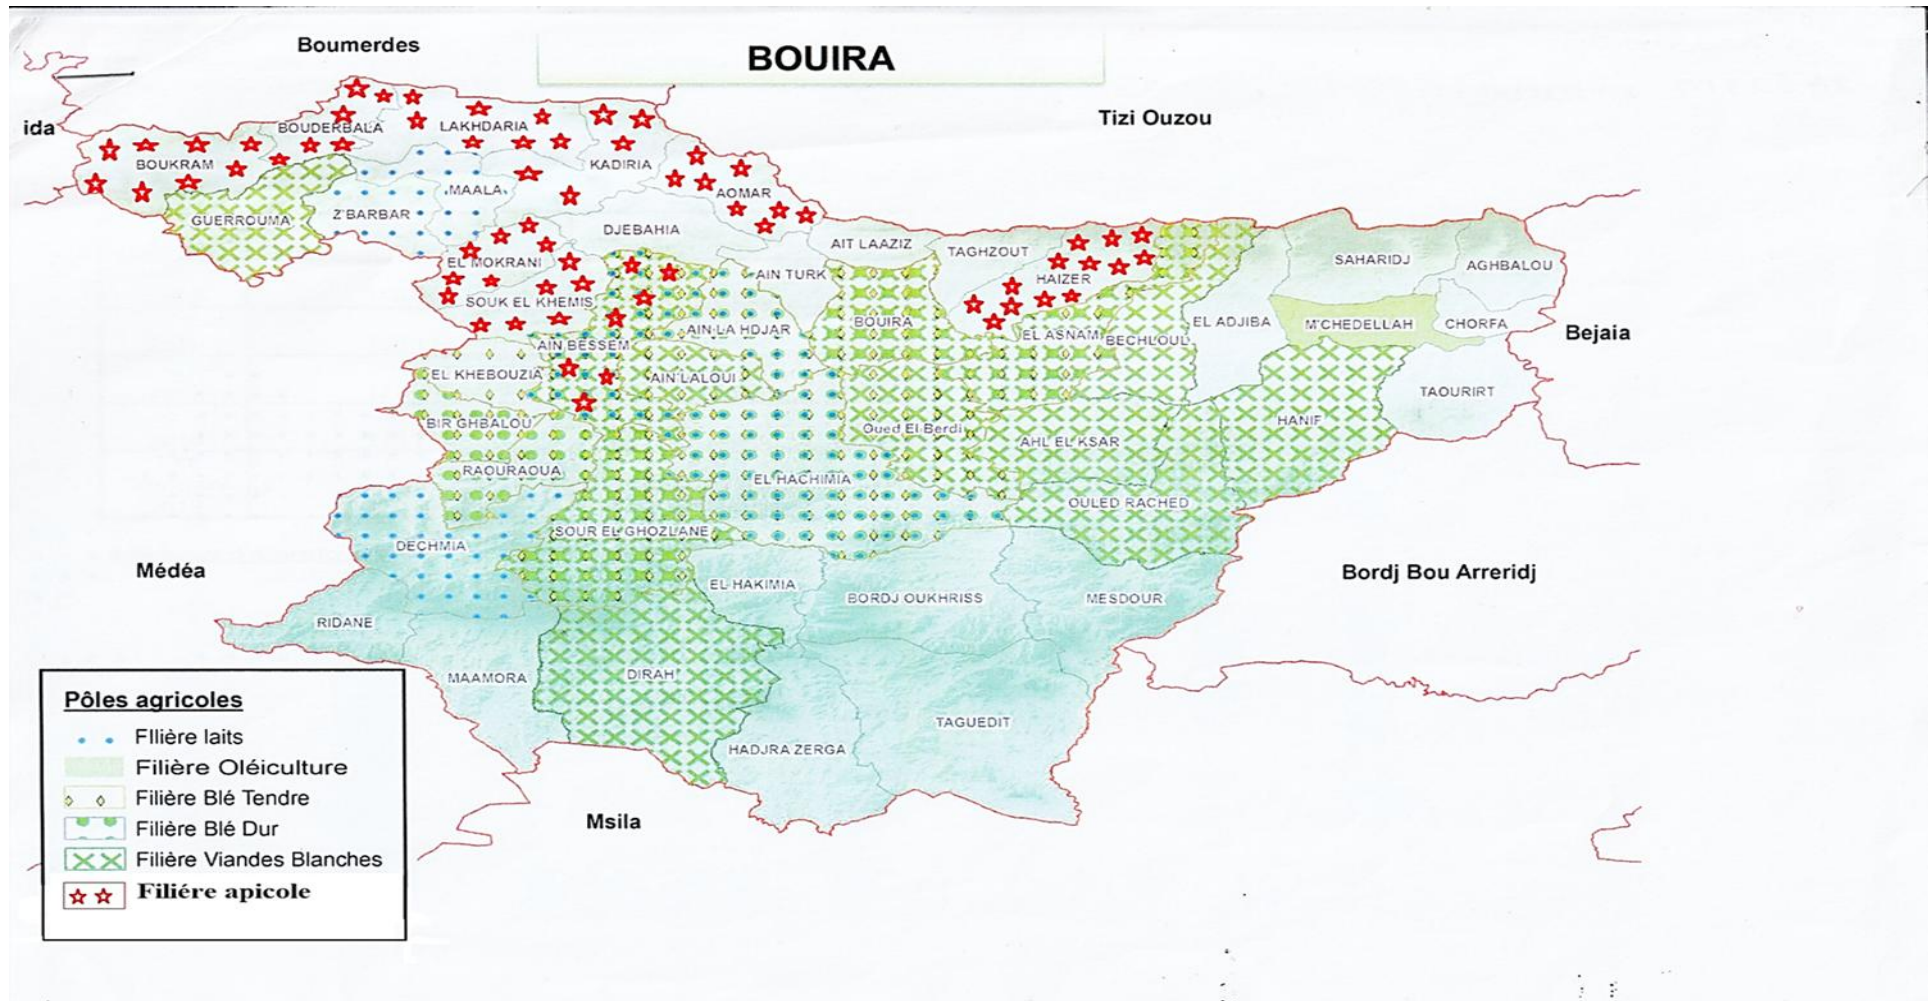 BOUIRA
Boumerdes
Tizi Ouzou
ida
BOUDERBALA
LAKHDARIA
BOUKRAM
KADIRIA
MAALA
AOMAR
GUERROUMA
Z'BARBAR
DJEBAHIA
AIT LAAZIZ
TAGHZOUT
SAHARIDJ
AGHBALOU
EL MOKRANI
AIN TURK
HAIZER
SOUK EL KHEMIS
AIN LA HDJAR
BOUIRA
EL ASNAM
BECHLOUL
EL ADJIBA
M'CHEDELLAH
CHORFA
Bejaia
AIN BESSEM
EL KHEBOUZIA
AIN LALOUI
TAOURIRT
BIR GHBALOU
Oued El Berdi
AHL EL KSAR
HANIF
RAOURAOUA
EL HACHIMIA
OULED RACHED
SOUR EL GHOZLANE
DECHMIA
Médéa
Bordj Bou Arreridj
EL HAKIMIA
BORDJ OUKHRISS
MESDOUR
RIDANE
MAAMORA
DIRAH
TAGUEDIT
HADJRA ZERGA
Msila
Pôles agricoles
FIlière laits
Filière Oléiculture
Filière Blé Tendre
Filière Blé Dur
Filière Viandes Blanches
Filiére apicole